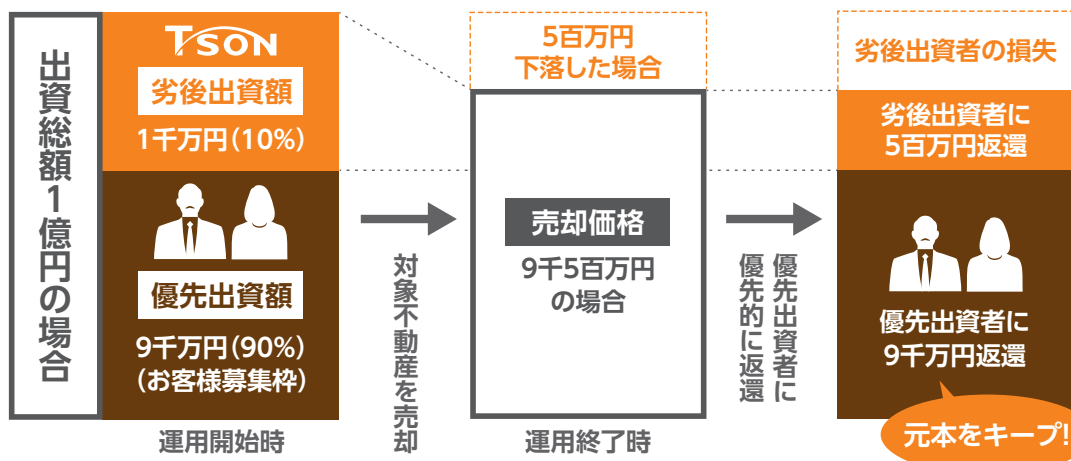 出資総額1億円の場合
TSON
劣後出資額
1千万円(10%)
優先出資額
9千万円(90%)
(お客様募集枠)
運用開始時
対象不動産を売却
5百万円
下落した場合
売却価格
9千5百万円
の場合
運用終了時
優先出資者に
優先的に返還
劣後出資者の損失
劣後出資者に
5百万円返還
優先出資者に
9千万円返還
元本をキープ!